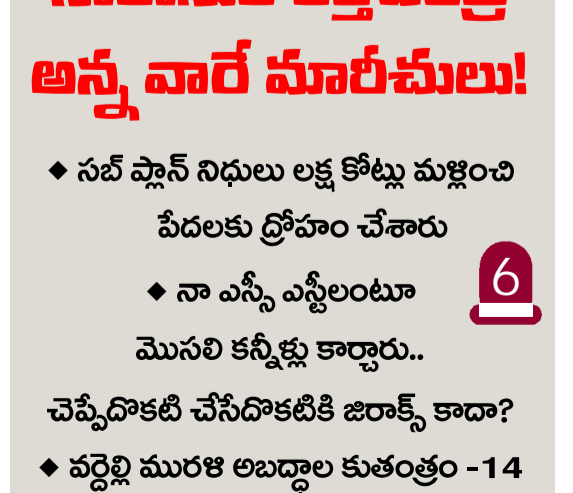 అన్న వారే మారీచులు!
◆ సబ్ ప్లాన్ నిధులు లక్ష కోట్లు మళ్లించి
పేదలకు ద్రోహం చేశారు
6
◆ నా ఎస్సీ ఎస్టీలంటూ
మొసలి కన్నీళ్లు కార్చారు..
చెప్పేదొకటి చేసేదొకటికి జిరాక్స్ కాదా?
◆ వర్దెల్లి మురళి అబద్ధాల కుతంత్రం -14